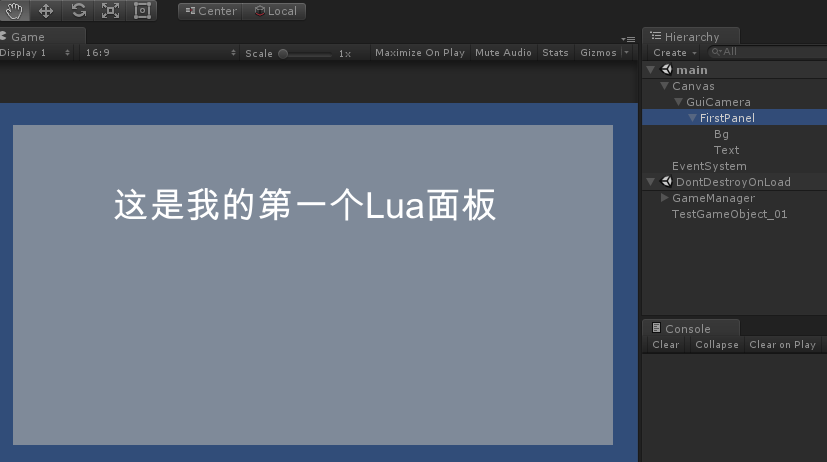 Center
Local
Game
Display 1
16:9
Scale
1x
Maximize On Play
Mute Audio
Stats
Gizmos
这是我的第一个Lua面板
Hierarchy
Create
All
main
Canvas
GuiCamera
FirstPanel
Bg
Text
EventSystem
DontDestroyOnLoad
GameManager
TestGameObject_01
Console
Clear
Collapse
Clear on Play